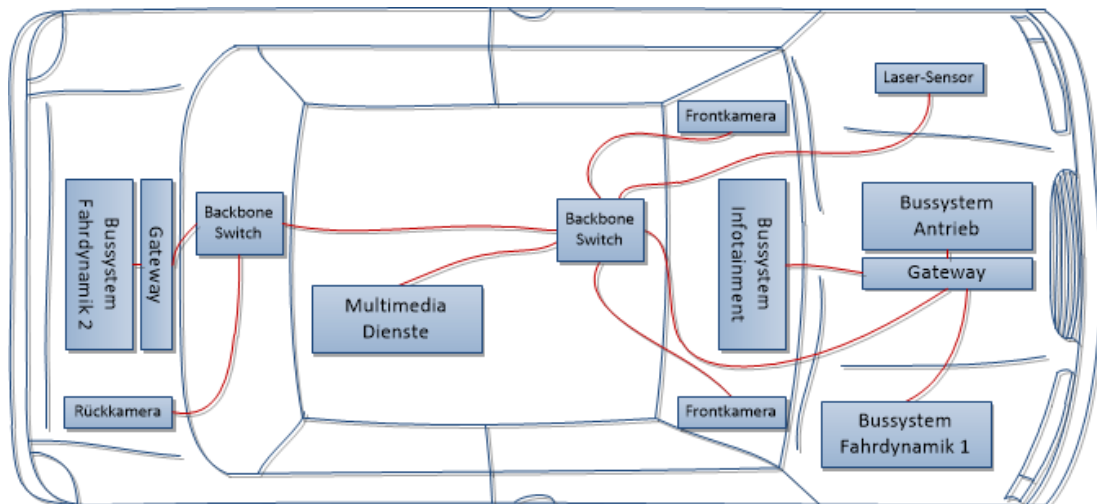 Laser-Sensor
Frontkamera
Bussystem
Fahrdynamik 2
Gateway
Backbone
Switch
Backbone
Switch
Bussystem
Infotainment
Bussystem
Antrieb
Gateway
Multimedia
Dienste
Rückkamera
Frontkamera
Bussystem
Fahrdynamik 1